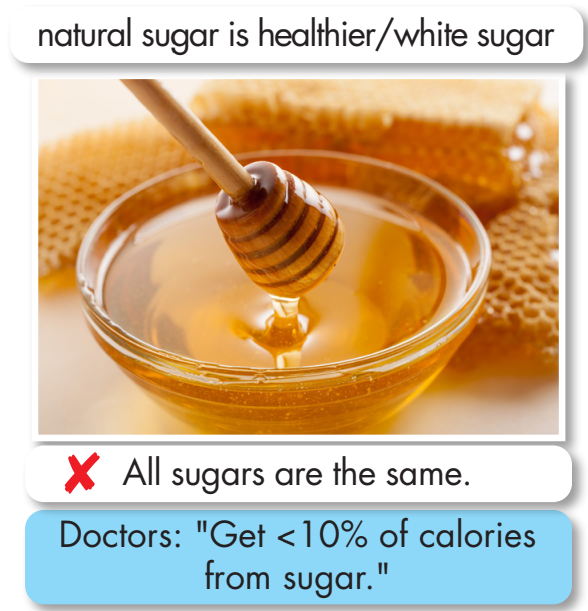 natural sugar is healthier/white sugar
✘ All sugars are the same.
Doctors: "Get <10% of calories
from sugar."